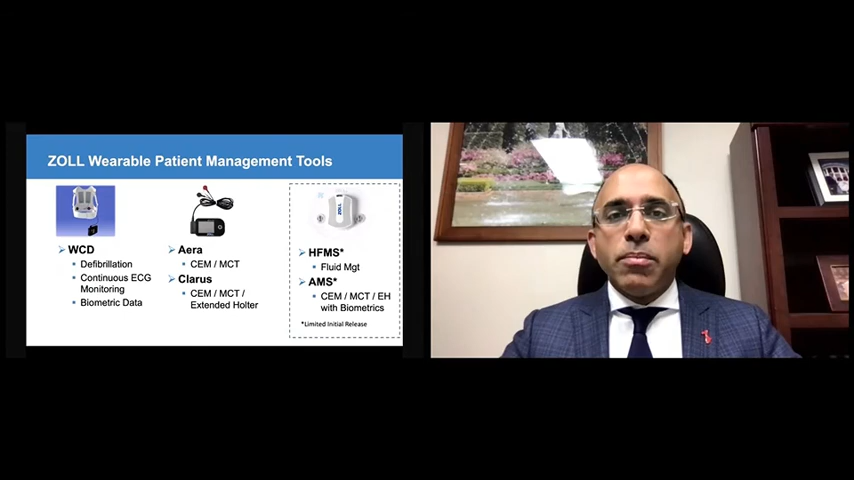 ZOLL Wearable Patient Management Tools
WCD
Defibrillation
Continuous ECG
Monitoring
Biometric Data
Aera
CEM / MCT
Clarus
CEM / MCT /
Extended Holter
ZOLL
HFMS*
Fluid Mgt
AMS*
CEM / MCT / EH
with Biometrics
*Limited Initial Release